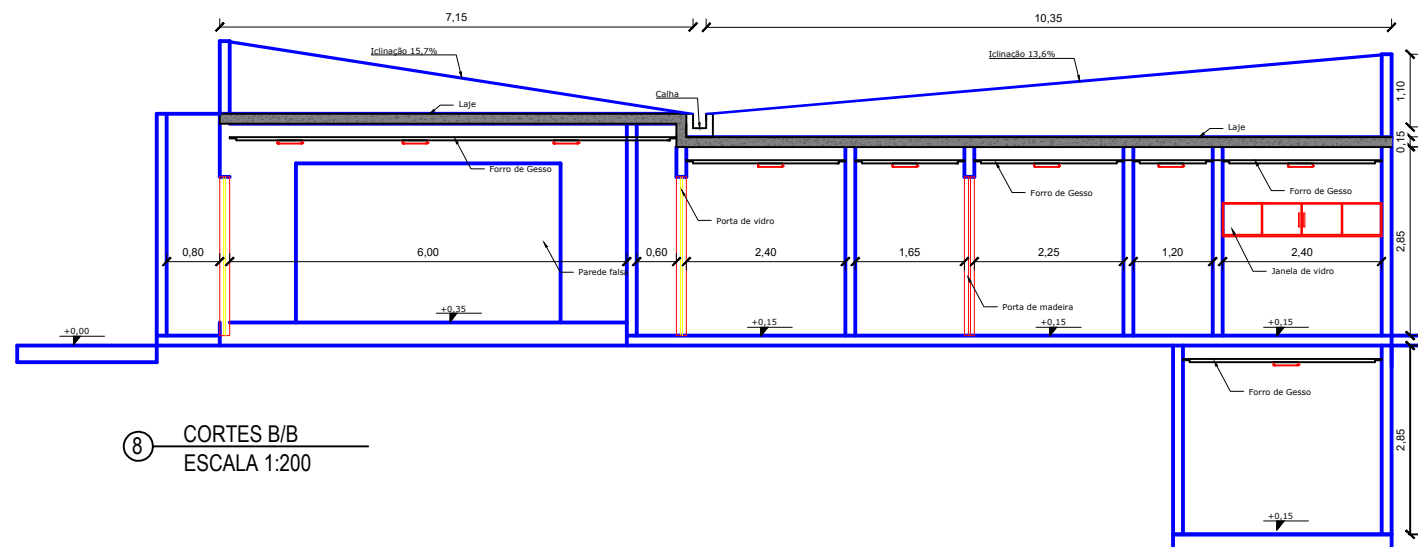 7,15
10,35
Iclinação 15,7%
Iclinação 13,6%
Calha
1,10
Laje
Laje
0,15
Forro de Gesso
Forro de Gesso
Forro de Gesso
Porta de vidro
0,80
6,00
0,60
2,40
1,65
2,25
1,20
2,40
2,85
Parede falsa
Janela de vidro
Porta de madeira
+0,00
+0,35
+0,15
+0,15
+0,15
Forro de Gesso
2,85
8
CORTES B/B
ESCALA 1:200
+0,15